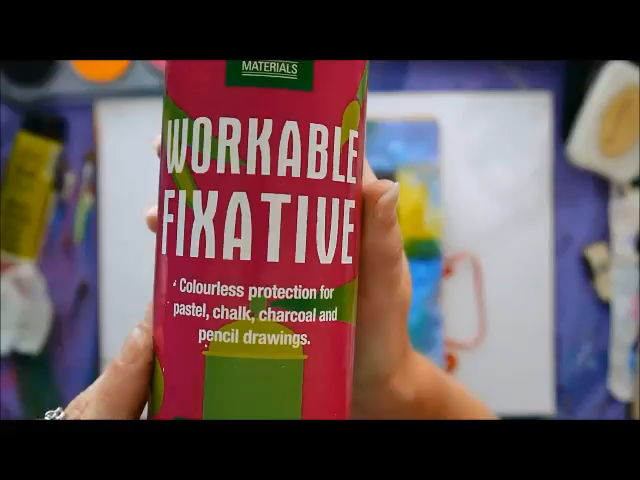 MATERIALS
WORKABLE
FIXATIVE
Colourless protection for
pastel, chalk, charcoal and
pencil drawings.